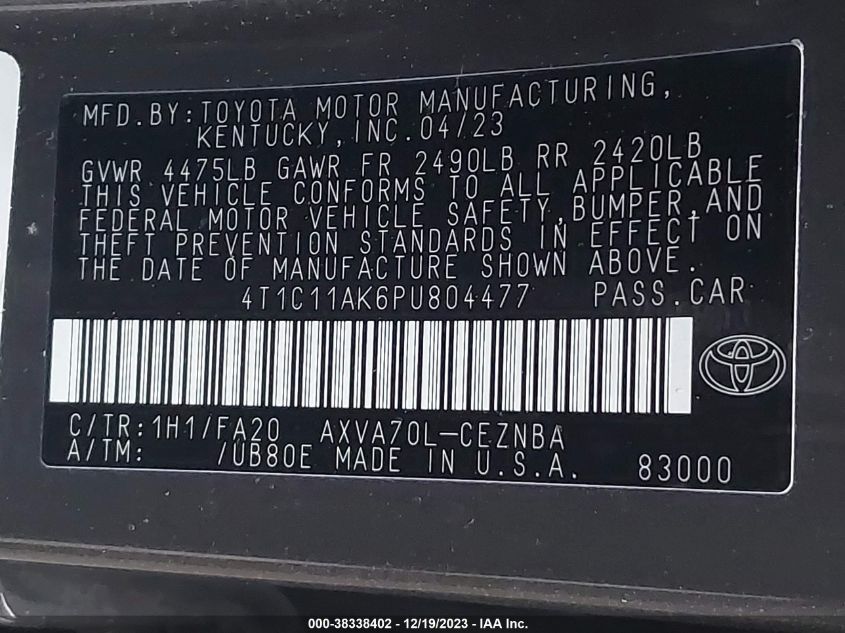 MFD.BY:TOYOTA MOTOR MANUFACTURING,
KENTUCKY,INC.04/23
GVWR 4475LB GAWR FR 2490LB RR 2420LB
THIS VEHICLE CONFORMS TO ALL APPLICABLE
FEDERAL MOTOR VEHICLE SAFETY,BUMPER,AND
THEFT PREVENTION STANDARDS IN EFFECT ON
THE DATE OF MANUFACTURE SHOWN ABOVE.
4T1C11AK6PU804477 PASS.CAR
C/TR:1H1/FA20 AXVA70L-CEZNBA
A/TM: /UB80E MADE IN U.S.A. 83000
000-38338402 - 12/19/2023 - IAA Inc.